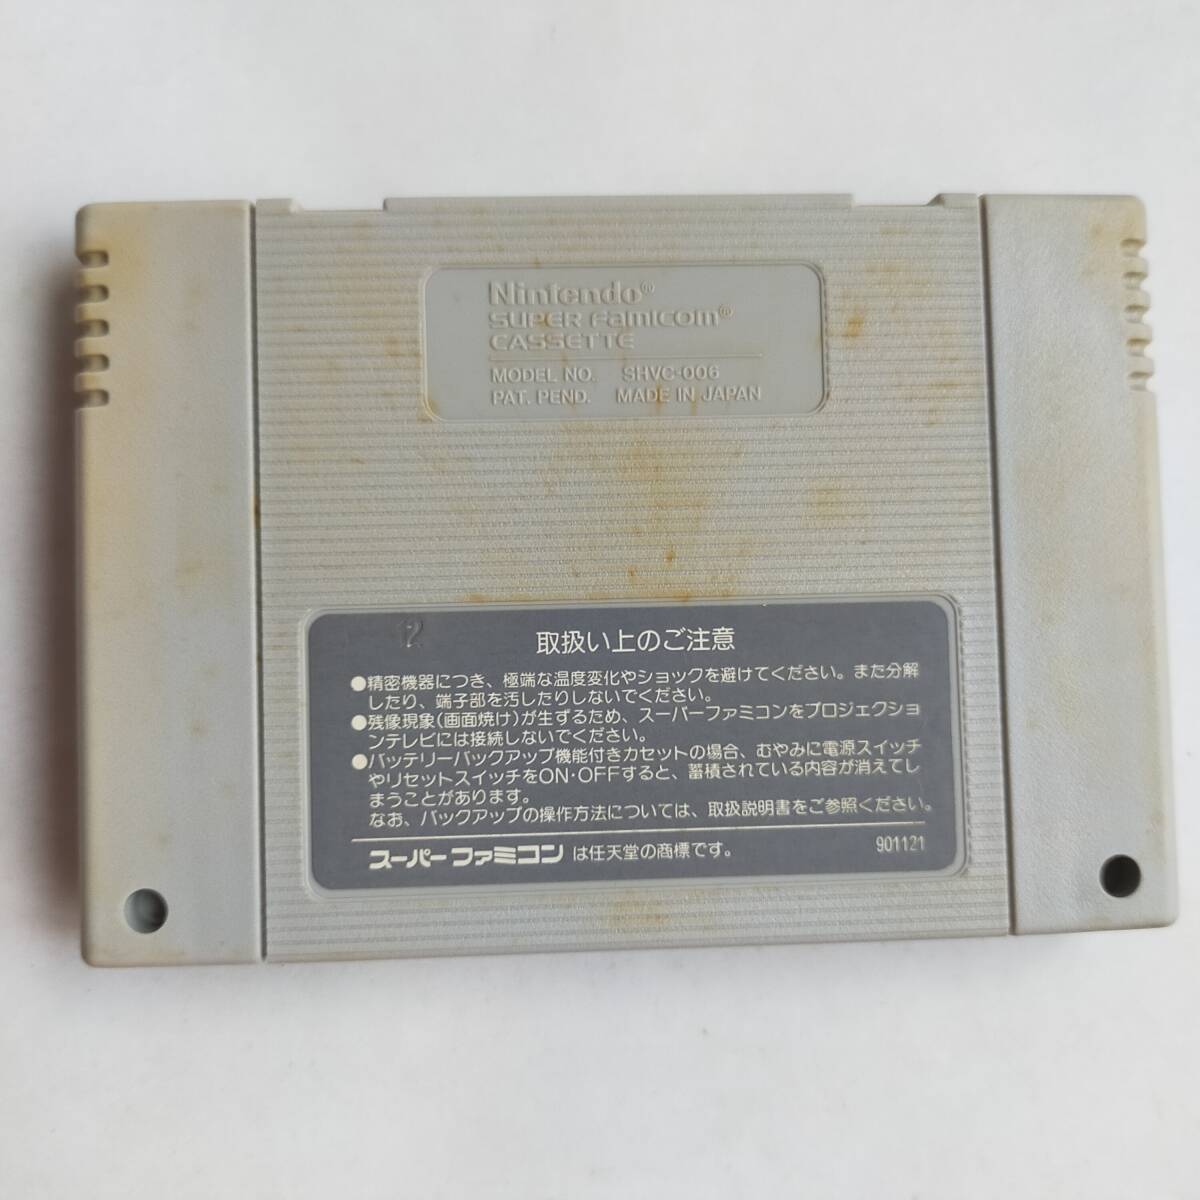 Nintendo®
SUPER Famicom®
CASSETTE
MODEL NO. SHVC-006
PAT. PEND. MADE IN JAPAN
12
取扱い上のご注意
●精密機器につき、極端な温度変化やショックを避けてください。また分解
したり、端子部を汚したりしないでください。
●残像現象(画面焼け)が生ずるため、スーパーファミコンをプロジェクショ
ンテレビには接続しないでください。
●バッテリーバックアップ機能付きカセットの場合、むやみに電源スイッチ
やリセットスイッチをON・OFFすると、蓄積されている内容が消えてし
まうことがあります。
なお、バックアップの操作方法については、取扱説明書をご参照ください。
スーパーファミコンは任天堂の商標です。
901121